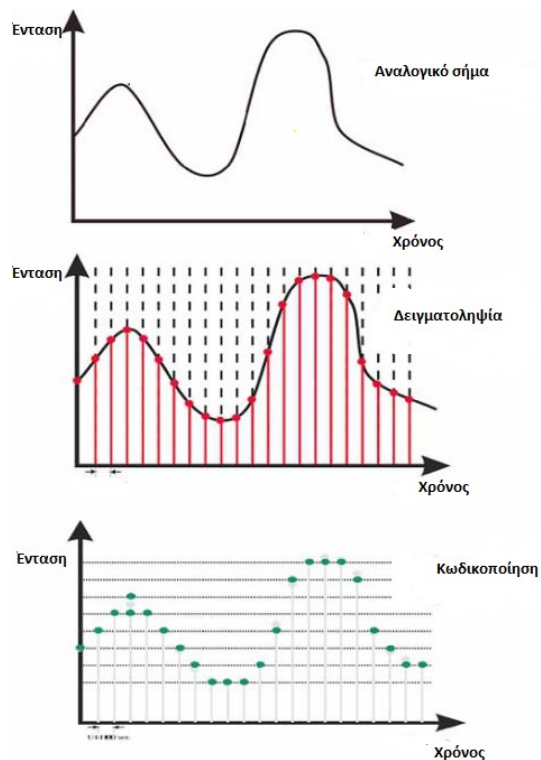 Ένταση
Αναλογικό σήμα
Χρόνος
Ένταση
Δειγματοληψία
Χρόνος
Ένταση
Κωδικοποίηση
Χρόνος